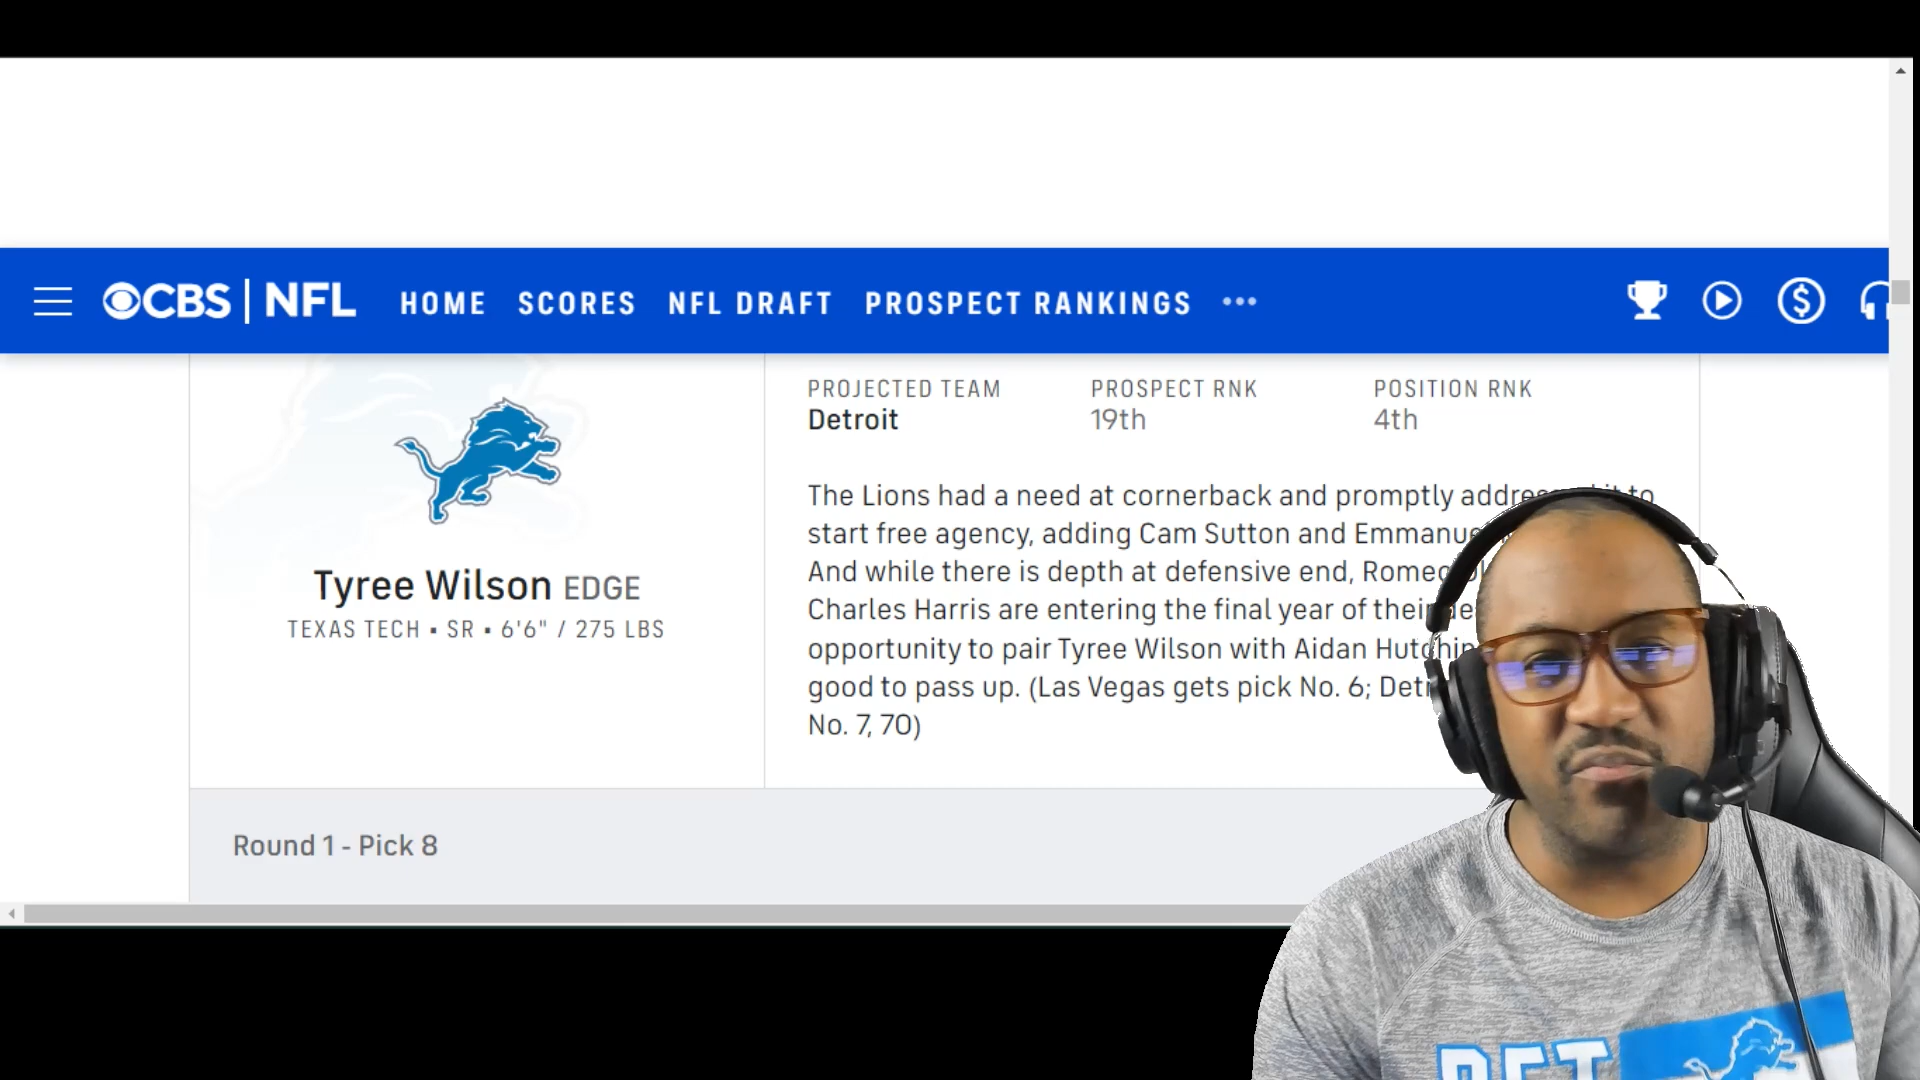 CBS | NFL HOME SCORES NFL DRAFT PROSPECT RANKINGS •••
PROJECTED TEAM PROSPECT RNK POSITION RNK
Detroit 19th 4th
The Lions had a need at cornerback and promptly it to
start free agency, adding Cam Sutton and
And while there is depth at defensive end, Romeo
Charles Harris are entering the final year of their
opportunity to pair Tyree Wilson with Aidan
good to pass up. (Las Vegas gets pick No. 6;
No. 7, 70)
Tyree Wilson EDGE
TEXAS TECH ▪ SR ▪ 6'6" / 275 LBS
Round 1 - Pick 8
DET